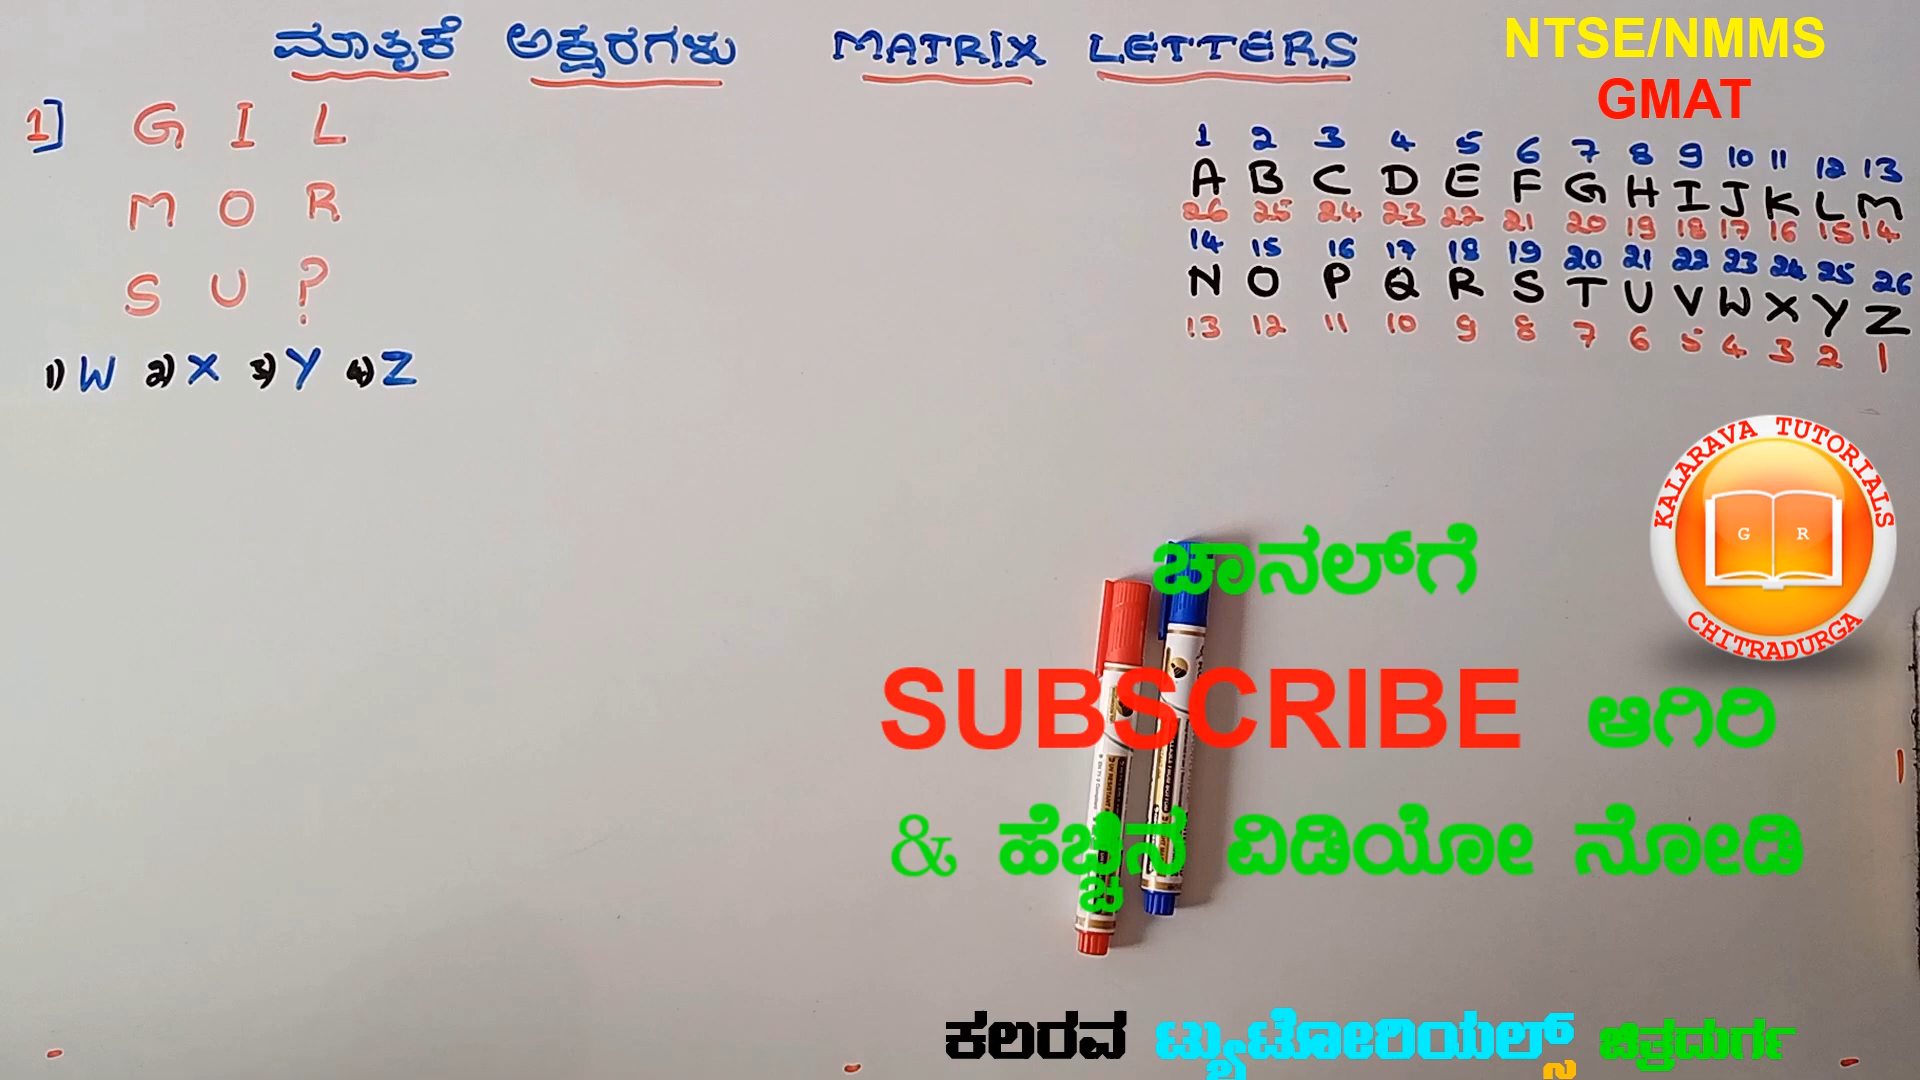 ಮಾತೃಕೆ ಅಕ್ಷರಗಳು MATRIX LETTERS
NTSE/NMMS
GMAT
1] G I L
M O R
S U ?
1) W 2) X 3) Y 4) Z
1 2 3 4 5 6 7 8 9 10 11 12 13
A B C D E F G H I J K L M
26 25 24 23 22 21 20 19 18 17 16 15 14
14 15 16 17 18 19 20 21 22 23 24 25 26
N O P Q R S T U V W X Y Z
13 12 11 10 9 8 7 6 5 4 3 2 1
KALARAVA TUTORIALS
G R
CHITRADURGA
ಚಾನಲ್‌ಗೆ
SUBSCRIBE ಆಗಿರಿ
& ಹೆಚ್ಚಿನ ವಿಡಿಯೋ ನೋಡಿ
ಕಲರವ ಟ್ಯುಟೋರಿಯಲ್ಸ್ ಚಿತ್ರದುರ್ಗ